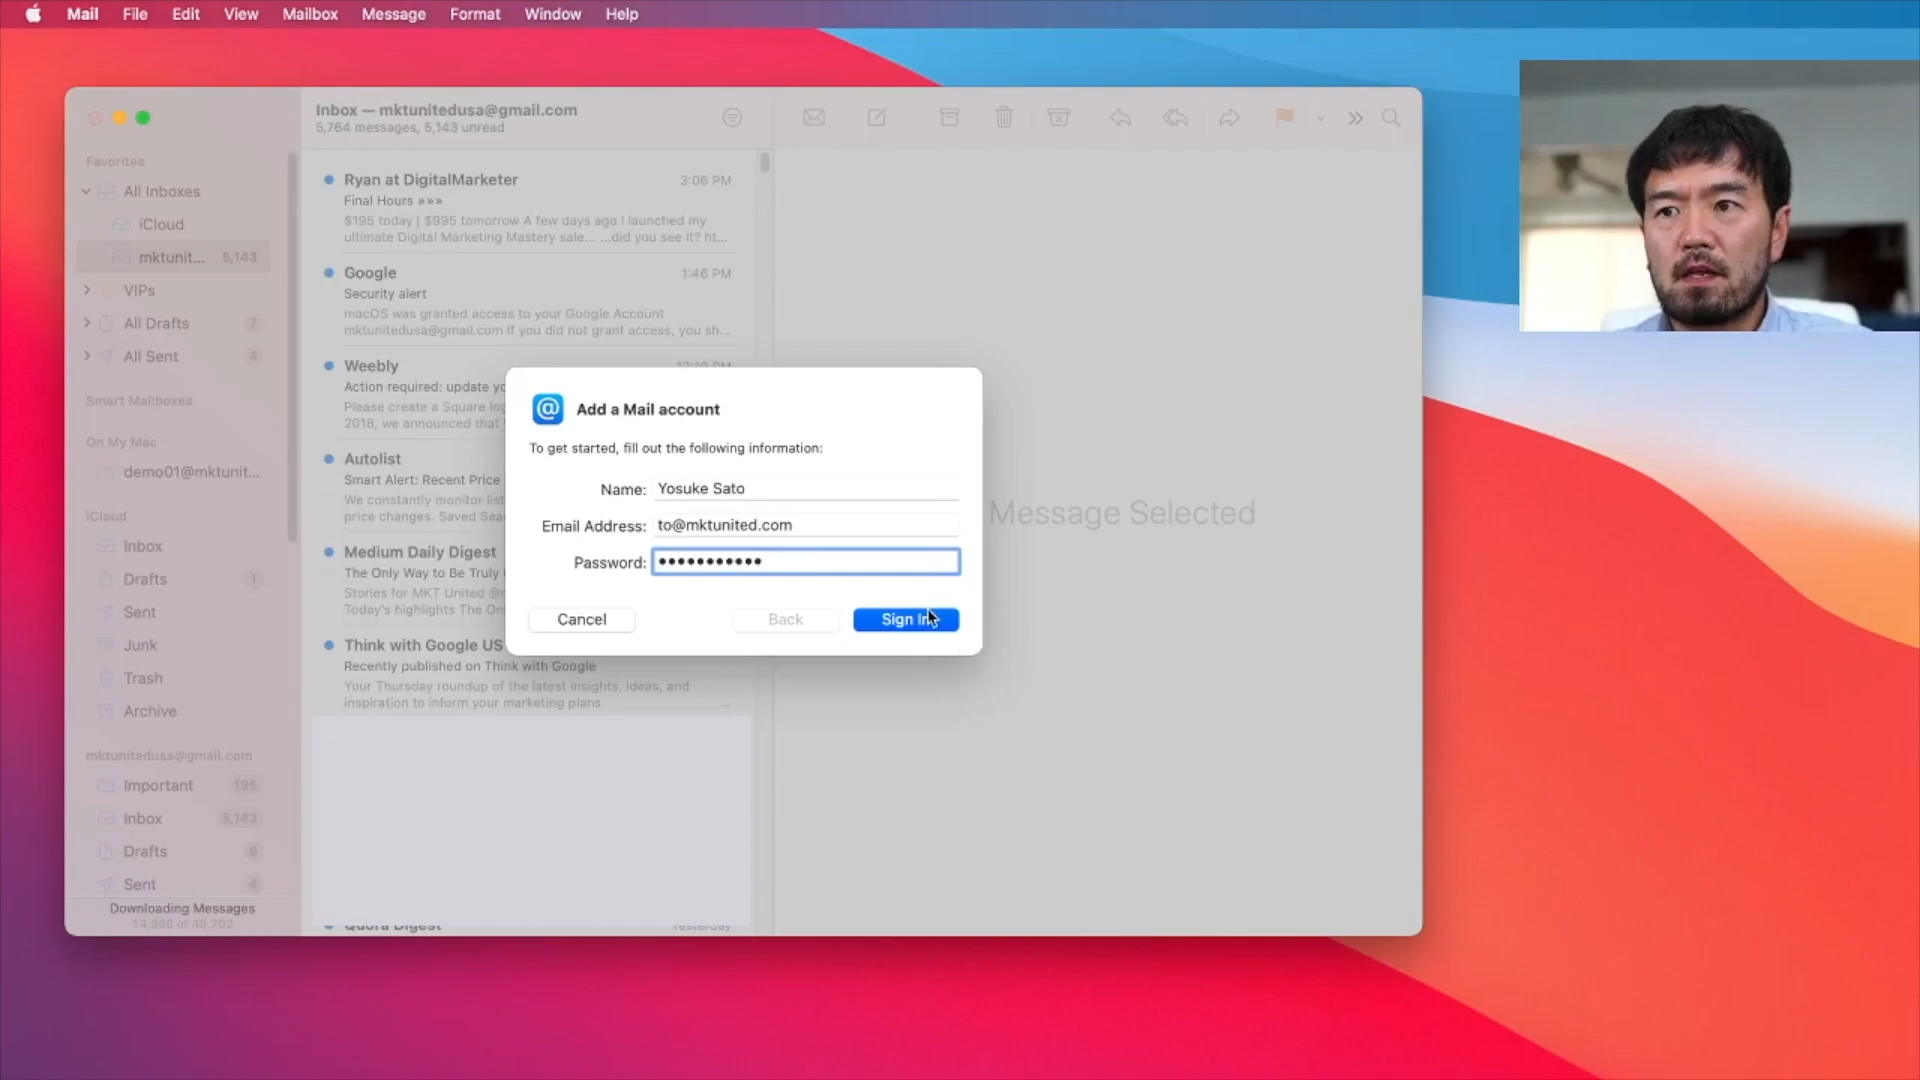 Mail File Edit View Mailbox Message Format Window Help
Inbox — mktunitedusa@gmail.com
5,764 messages, 5,143 unread
Favorites
All Inboxes
iCloud
mktunit... 5,143
VIPs
All Drafts 7
All Sent 4
Smart Mailboxes
On My Mac
demo01@mktunit...
iCloud
Inbox
Drafts 1
Sent
Junk
Trash
Archive
mktunitedusa@gmail.com
Important 195
Inbox 5,143
Drafts 6
Sent 4
Downloading Messages
14,390 of 40,702
Ryan at DigitalMarketer 3:06 PM
Final Hours »»»
$195 today | $995 tomorrow A few days ago I launched my
ultimate Digital Marketing Mastery sale... ...did you see it? ht...
Google 1:46 PM
Security alert
macOS was granted access to your Google Account
mktunitedusa@gmail.com If you did not grant access, you sh...
Weebly
Action required: update yo
Please create a Square log
2018, we announced that
Autolist
Smart Alert: Recent Price
We constantly monitor list
price changes. Saved Sea
Medium Daily Digest
The Only Way to Be Truly
Stories for MKT United @
Today's highlights The On
Think with Google US
Recently published on Think with Google
Your Thursday roundup of the latest insights, ideas, and
inspiration to inform your marketing plans ...
Quora Digest Yesterday
Message Selected
@ Add a Mail account
To get started, fill out the following information:
Name: Yosuke Sato
Email Address: to@mktunited.com
Password: •••••••••••
Cancel Back Sign In